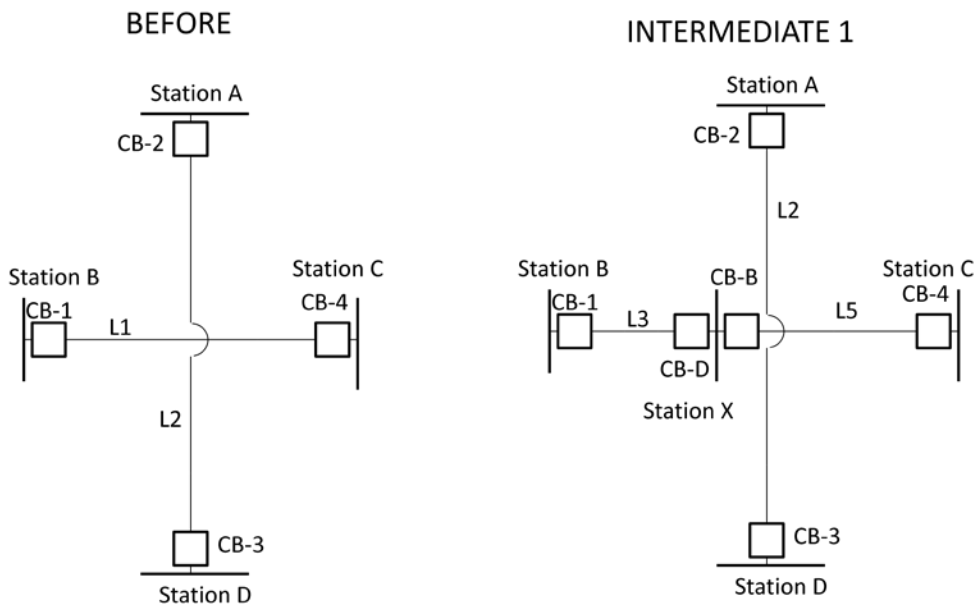 BEFORE
Station A
CB-2
Station B
CB-1
L1
Station C
CB-4
L2
CB-3
Station D
INTERMEDIATE 1
Station A
CB-2
L2
Station B
CB-1
L3
CB-D
CB-B
Station X
L5
Station C
CB-4
CB-3
Station D